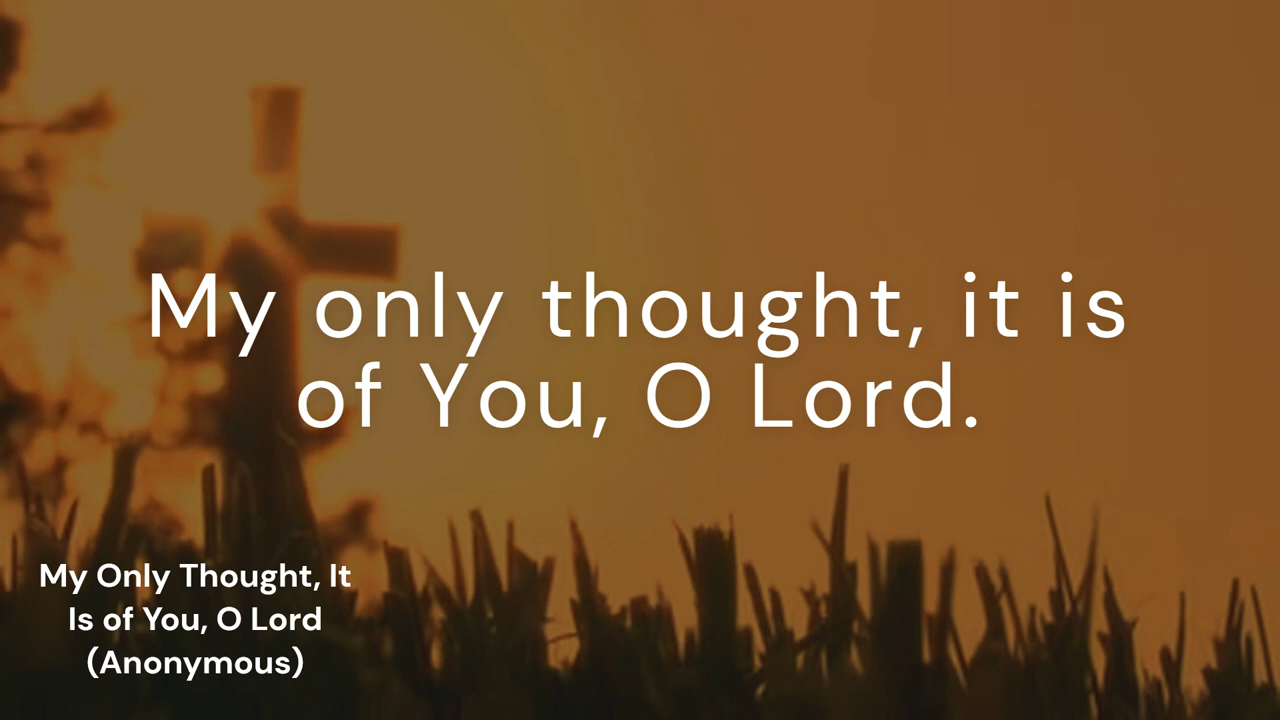 My only thought, it is
of You, O Lord.
My Only Thought, It
Is of You, O Lord
(Anonymous)